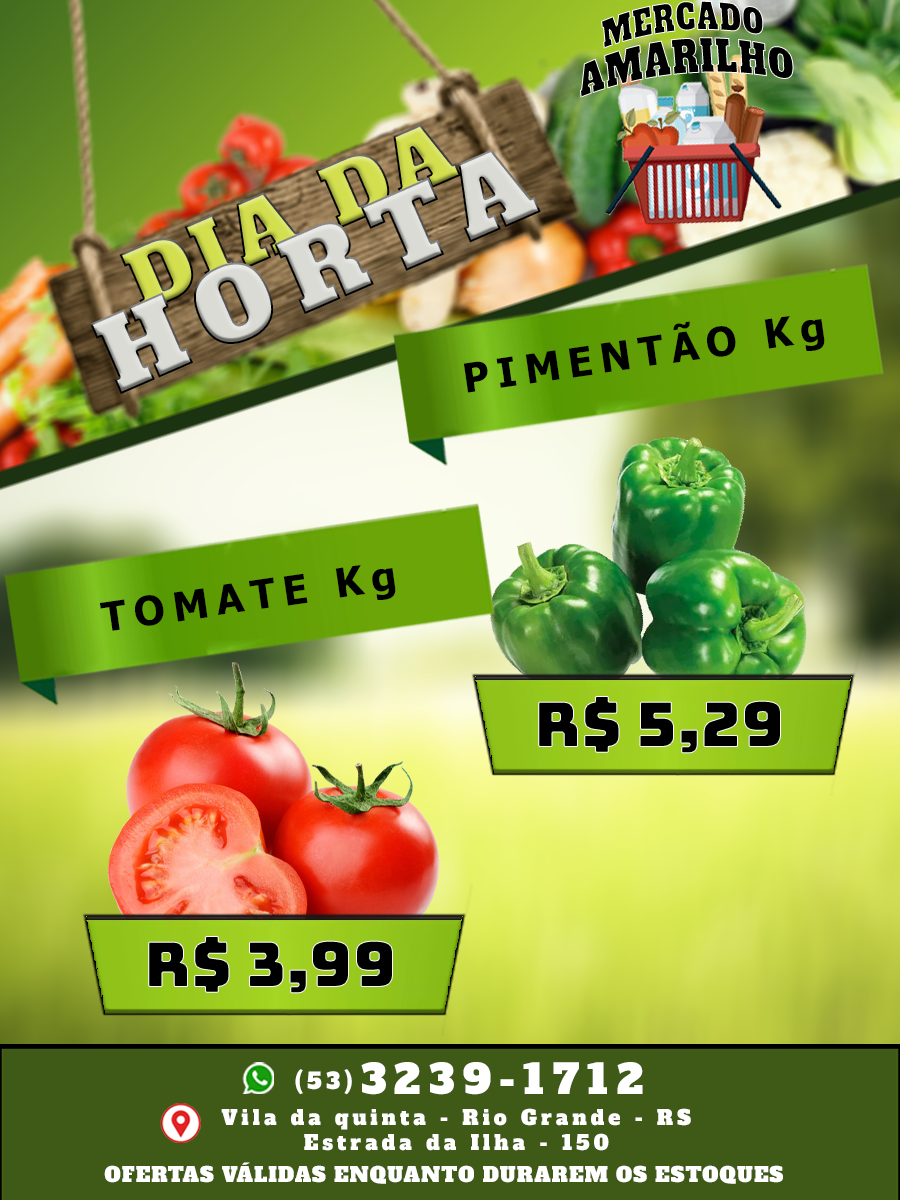 MERCADO
AMARILHO
DIA DA
HORTA
PIMENTÃO Kg
TOMATE Kg
R$ 5,29
R$ 3,99
(53) 3239-1712
Vila da quinta - Rio Grande - RS
Estrada da Ilha - 150
OFERTAS VÁLIDAS ENQUANTO DURAREM OS ESTOQUES